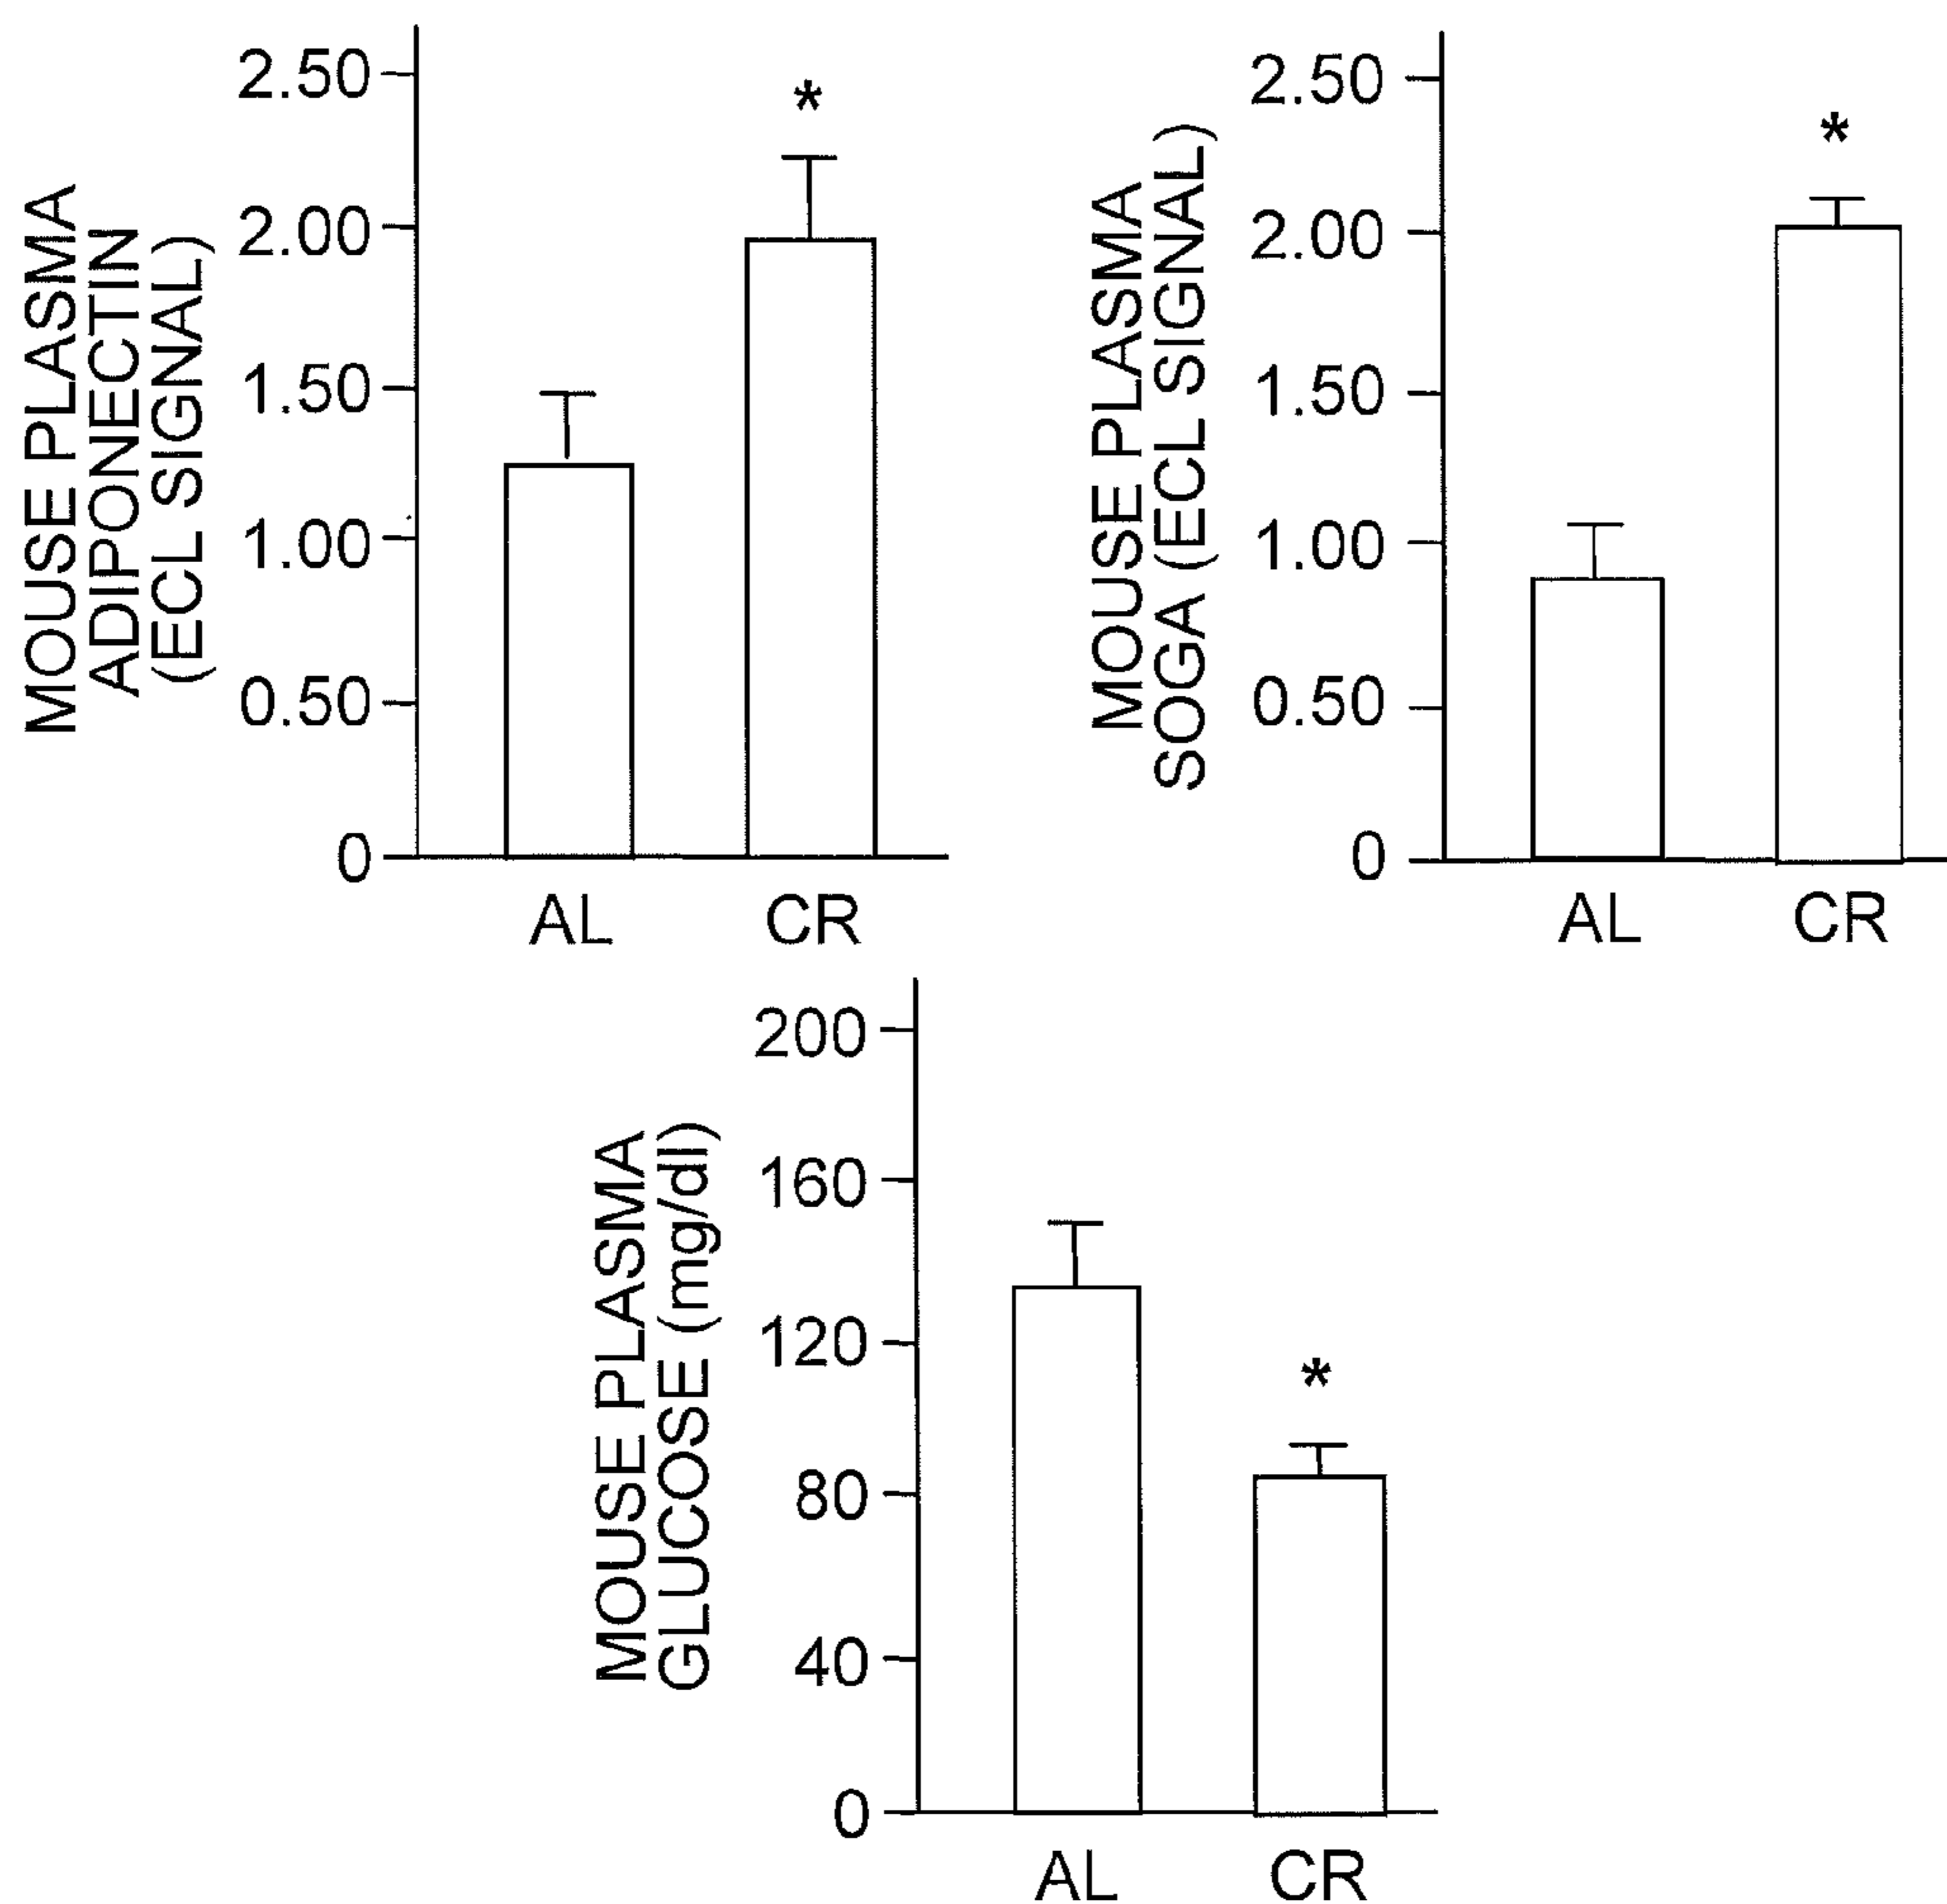 MOUSE PLASMA
ADIPONECTIN
(ECL SIGNAL)
2.50
2.00
1.50
1.00
0.50
0
*
AL CR
MOUSE PLASMA
SOGA (ECL SIGNAL)
2.50
2.00
1.50
1.00
0.50
0
*
AL CR
MOUSE PLASMA
GLUCOSE (mg/dl)
200
160
120
80
40
0
*
AL CR